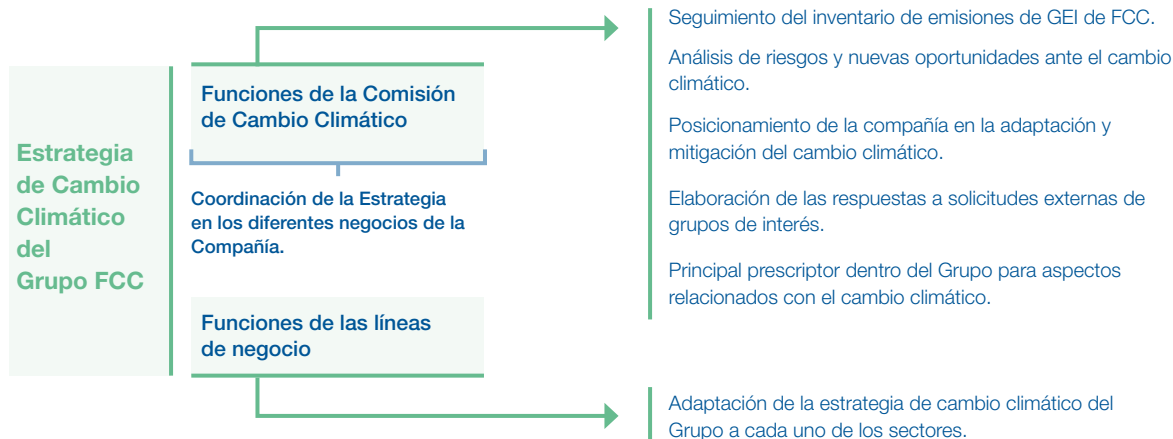 Estrategia
de Cambio
Climático
del
Grupo FCC
Funciones de la Comisión
de Cambio Climático
Coordinación de la Estrategia
en los diferentes negocios de la
Compañía.
Funciones de las líneas
de negocio
Seguimiento del inventario de emisiones de GEI de FCC.
Análisis de riesgos y nuevas oportunidades ante el cambio
climático.
Posicionamiento de la compañía en la adaptación y
mitigación del cambio climático.
Elaboración de las respuestas a solicitudes externas de
grupos de interés.
Principal prescriptor dentro del Grupo para aspectos
relacionados con el cambio climático.
Adaptación de la estrategia de cambio climático del
Grupo a cada uno de los sectores.